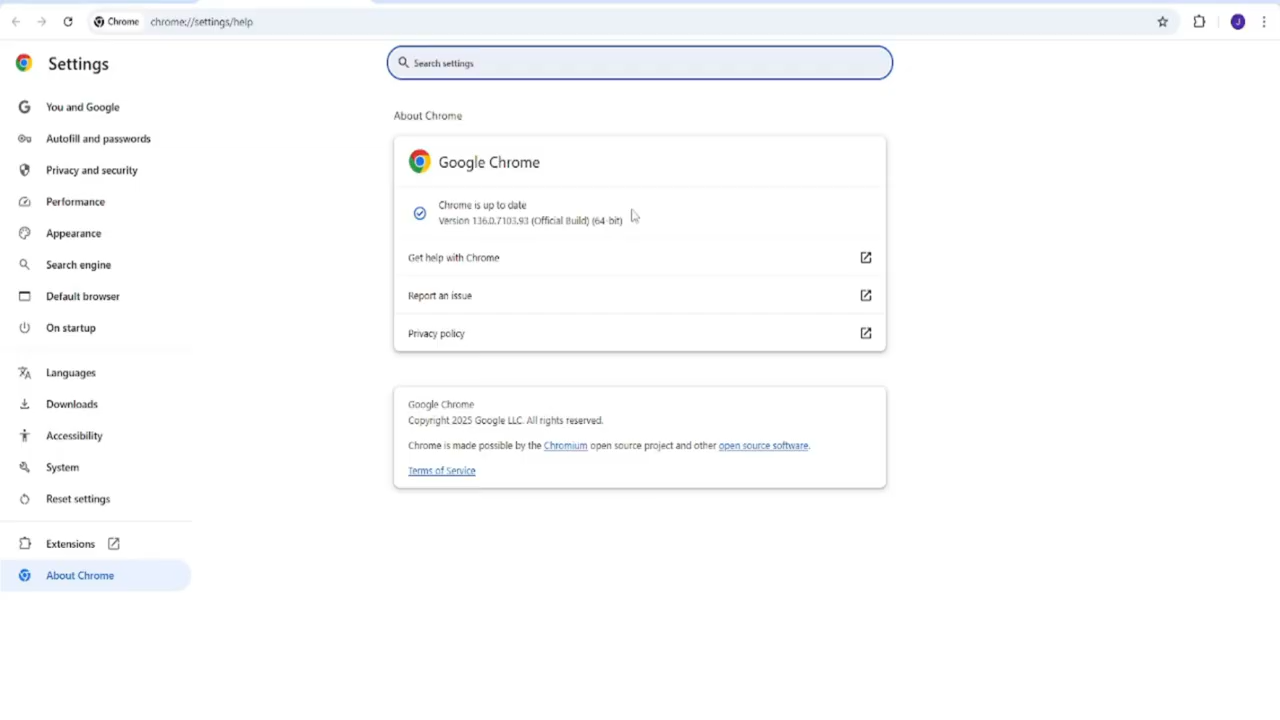 Chrome
chrome://settings/help
J
Settings
Search settings
You and Google
Autofill and passwords
Privacy and security
Performance
Appearance
Search engine
Default browser
On startup
Languages
Downloads
Accessibility
System
Reset settings
Extensions
About Chrome
About Chrome
Google Chrome
Chrome is up to date
Version 136.0.7103.93 (Official Build) (64-bit)
Get help with Chrome
Report an issue
Privacy policy
Google Chrome
Copyright 2025 Google LLC. All rights reserved.
Chrome is made possible by the Chromium open source project and other open source software.
Terms of Service